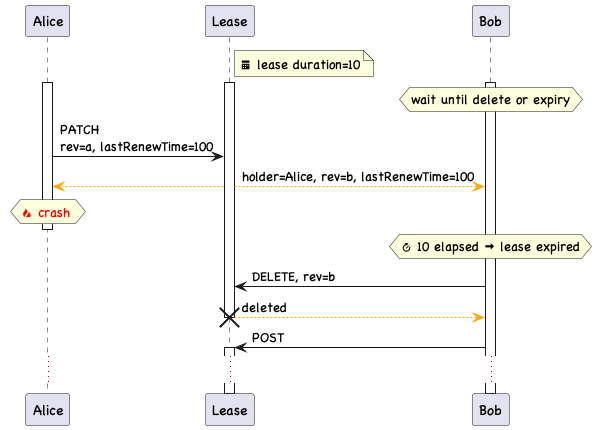 Alice
Lease
Bob
lease duration=10
wait until delete or expiry
PATCH
rev=a, lastRenewTime=100
holder=Alice, rev=b, lastRenewTime=100
crash
10 elapsed ➞ lease expired
DELETE, rev=b
deleted
POST
Alice
Lease
Bob